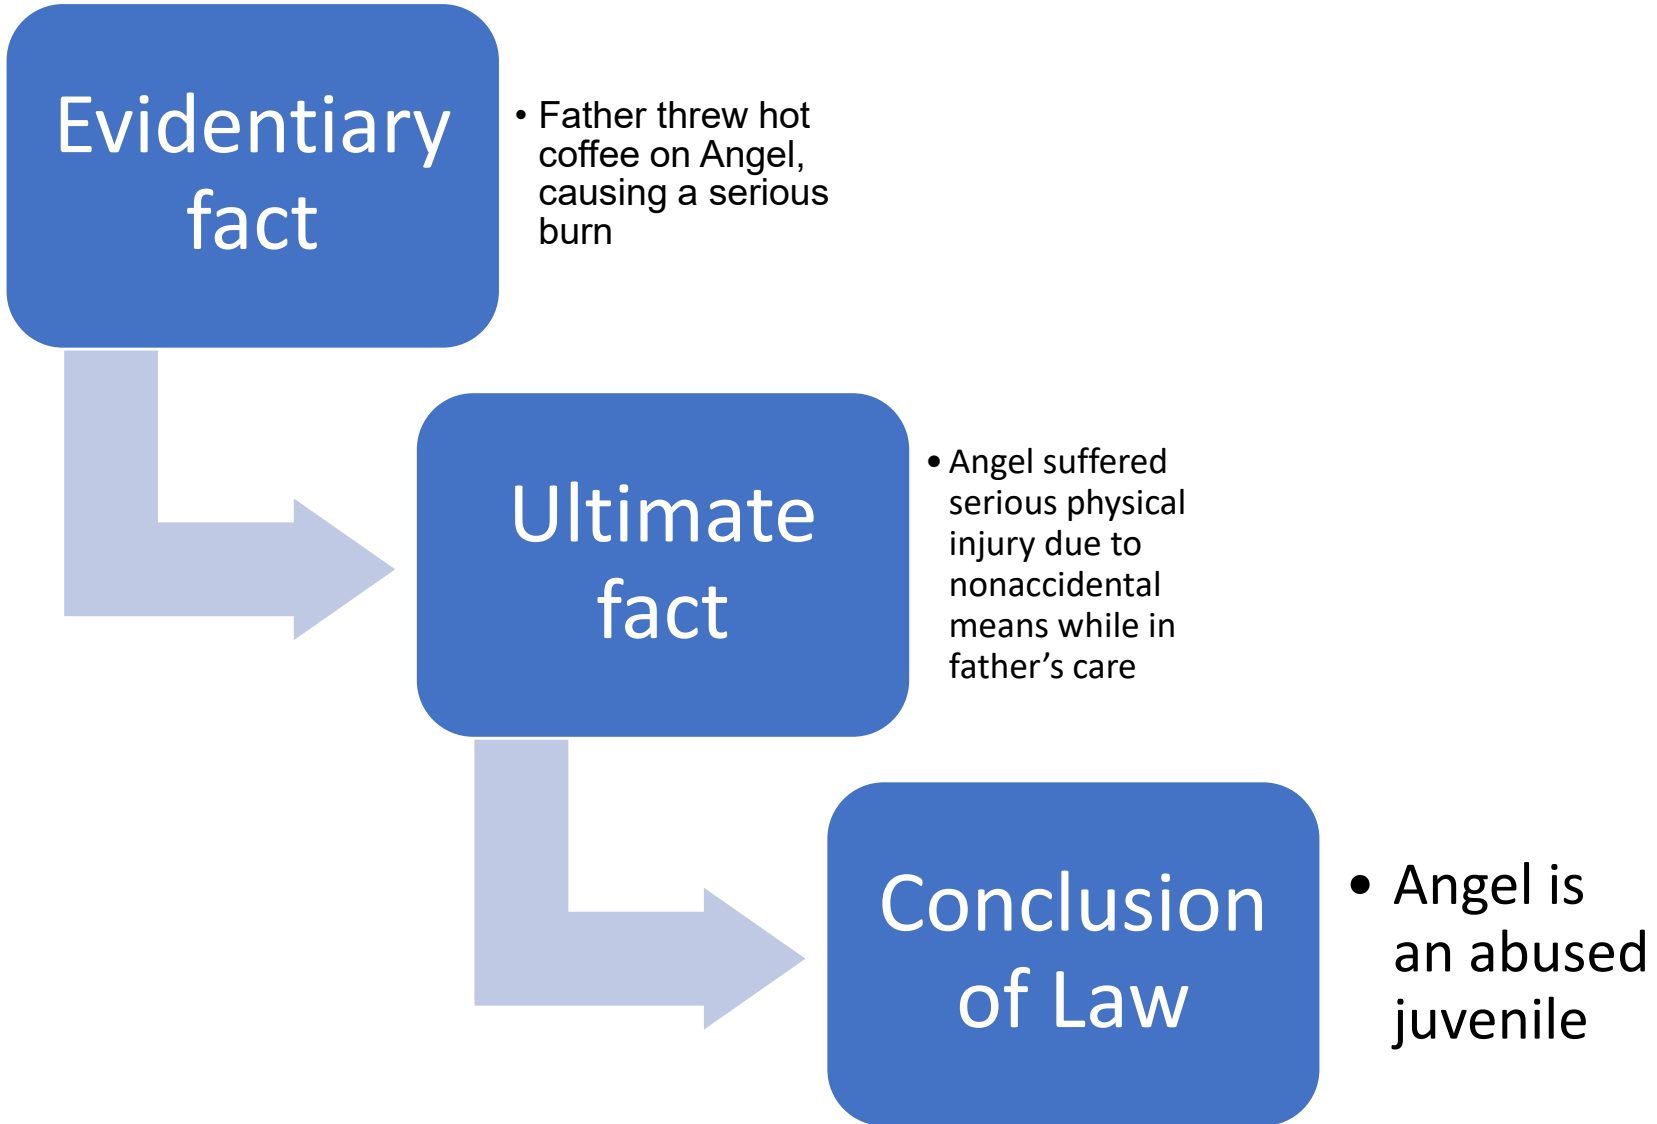 Evidentiary
fact
• Father threw hot
coffee on Angel,
causing a serious
burn
Ultimate
fact
• Angel suffered
serious physical
injury due to
nonaccidental
means while in
father’s care
Conclusion
of Law
• Angel is
an abused
juvenile